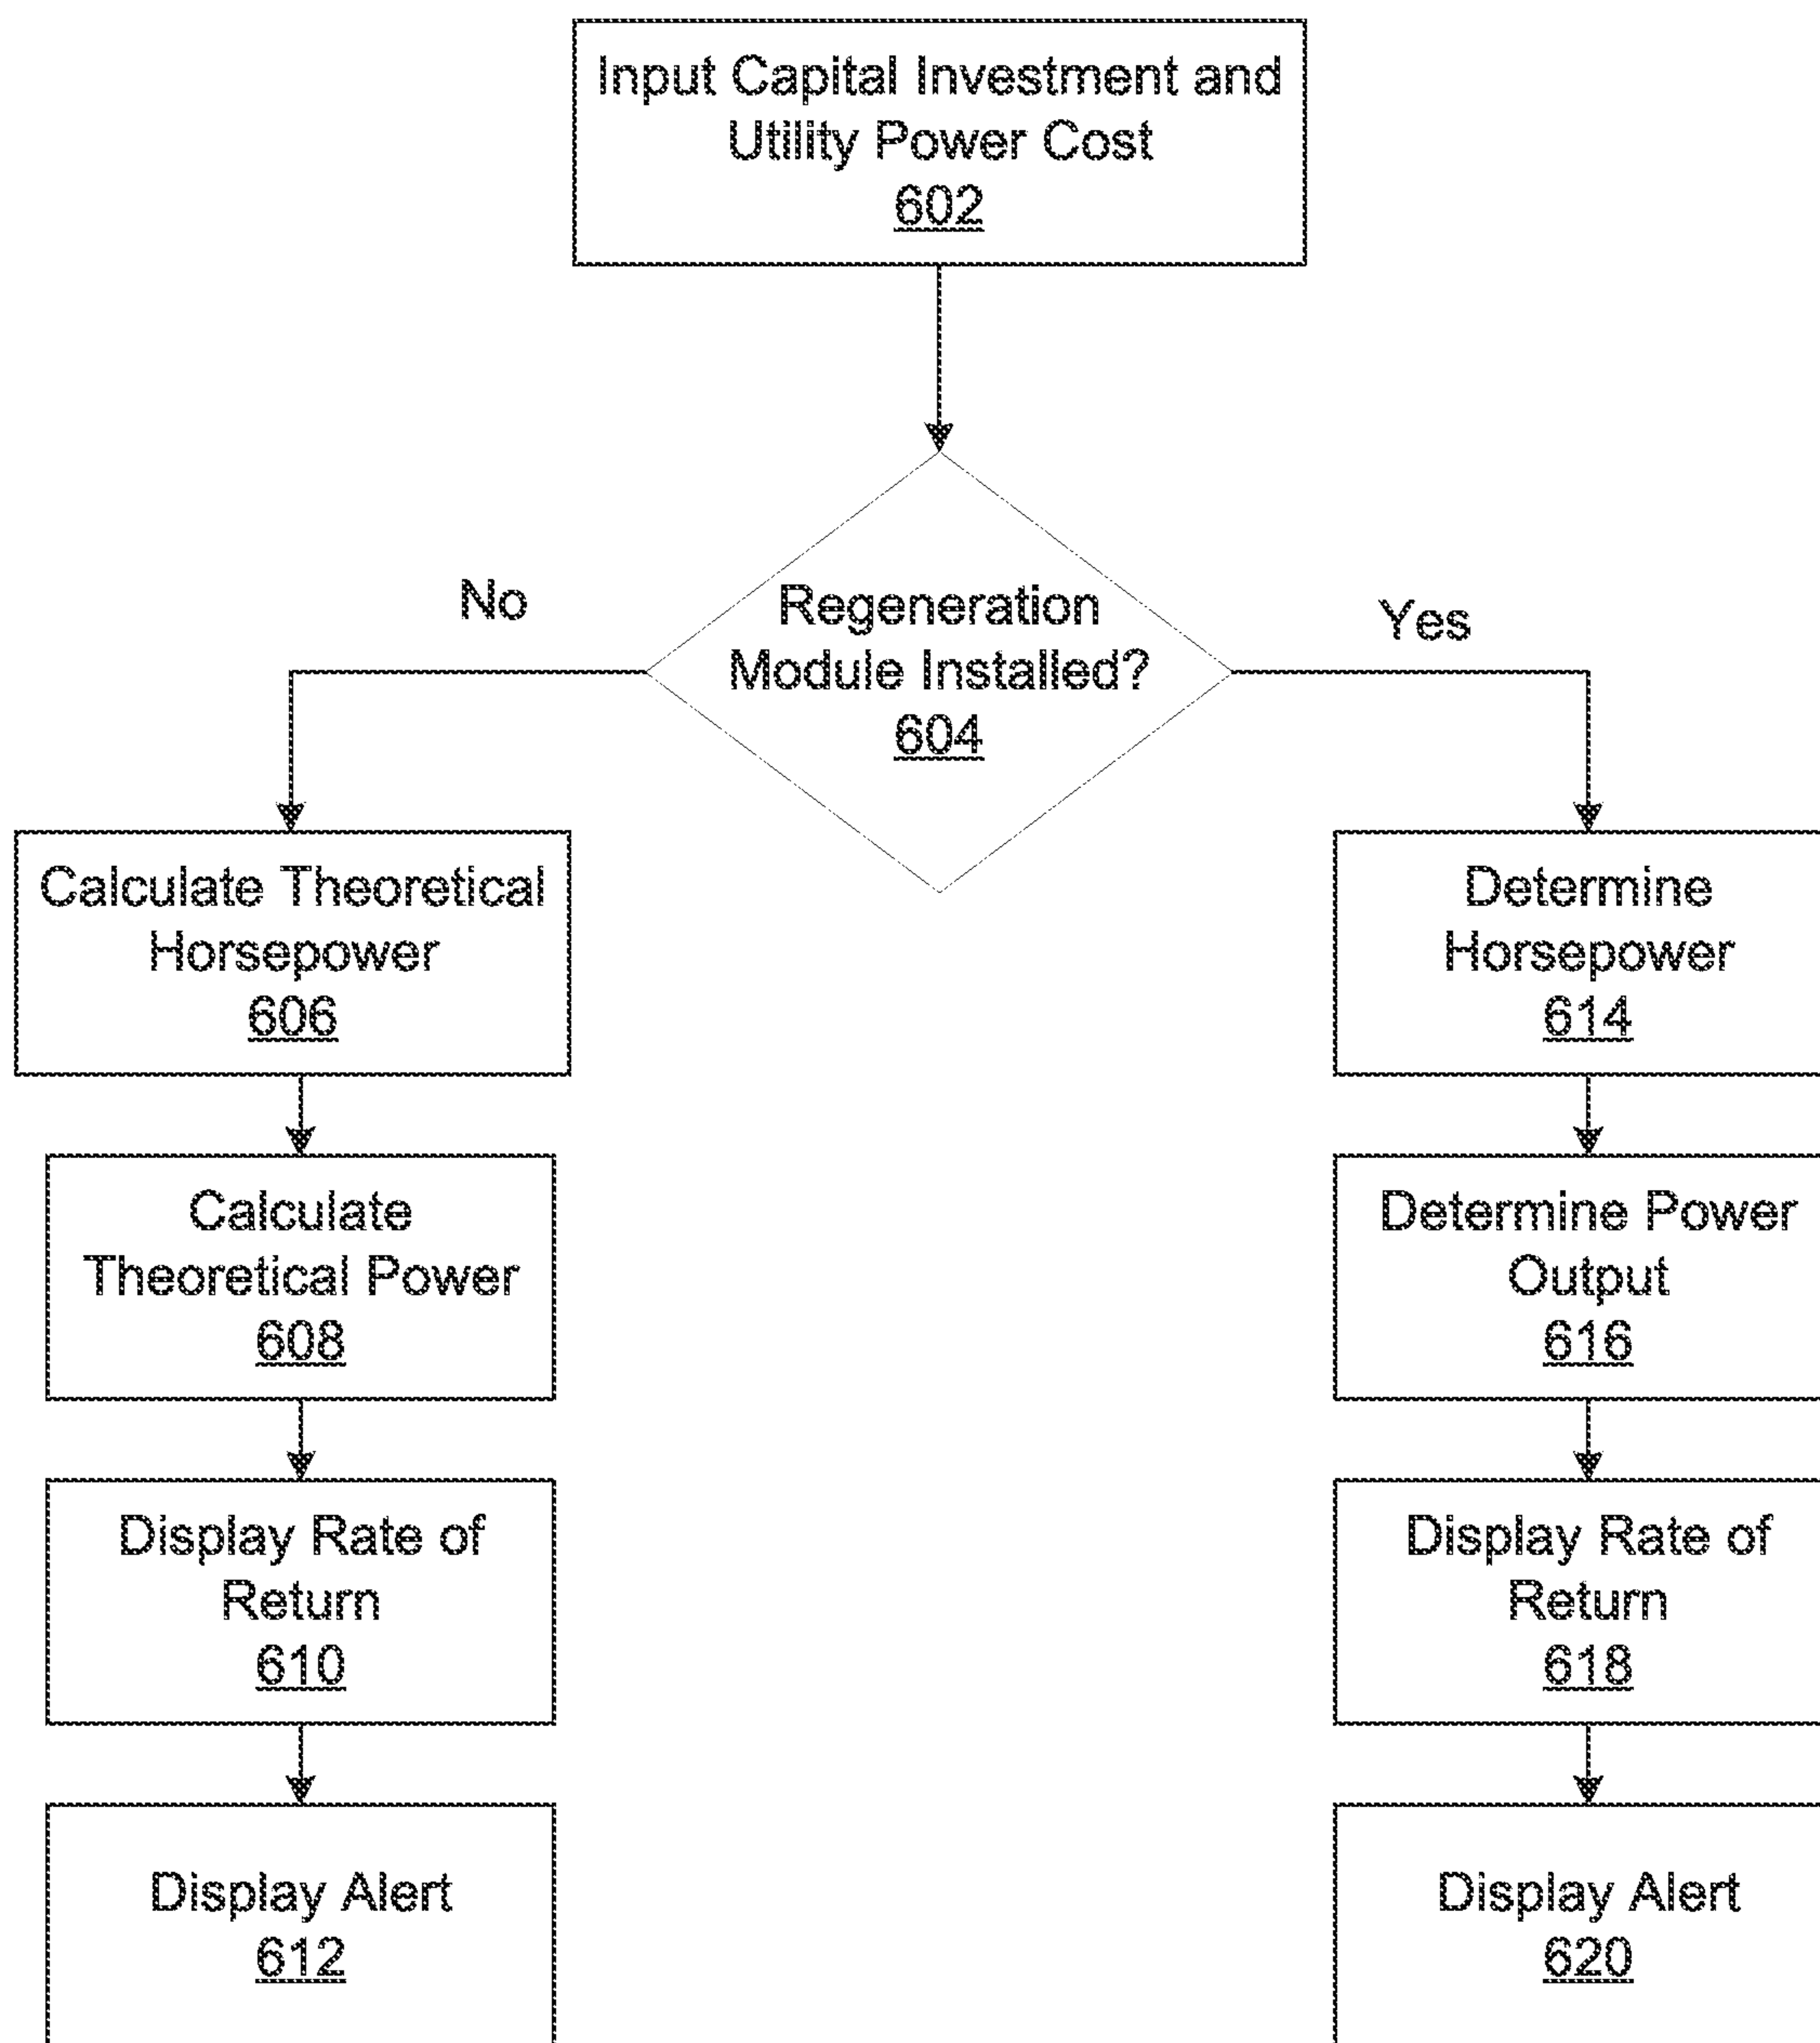 Input Capital Investment and
Utility Power Cost
602
No
Regeneration
Module Installed?
604
Yes
Calculate Theoretical
Horsepower
606
Calculate
Theoretical Power
608
Display Rate of
Return
610
Display Alert
612
Determine
Horsepower
614
Determine Power
Output
616
Display Rate of
Return
618
Display Alert
620